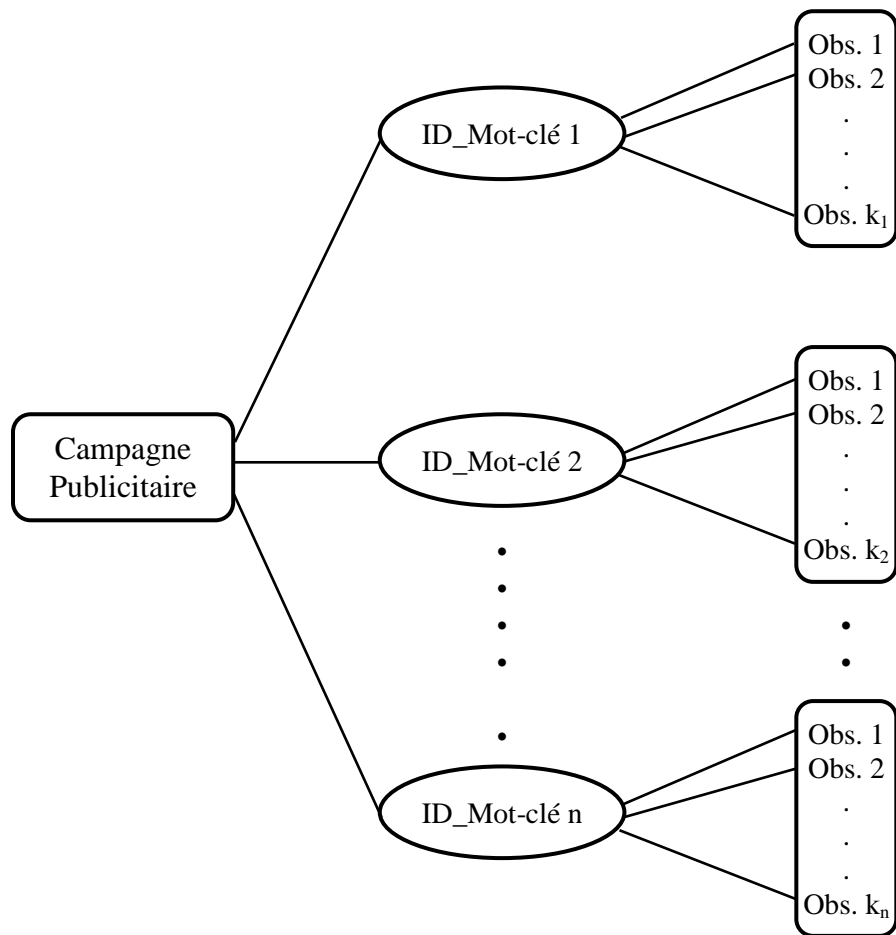 Campagne
Publicitaire
ID_Mot-clé 1
Obs. 1
Obs. 2
.
.
.
Obs. k₁
ID_Mot-clé 2
Obs. 1
Obs. 2
.
.
.
Obs. k₂
ID_Mot-clé n
Obs. 1
Obs. 2
.
.
.
Obs. kₙ